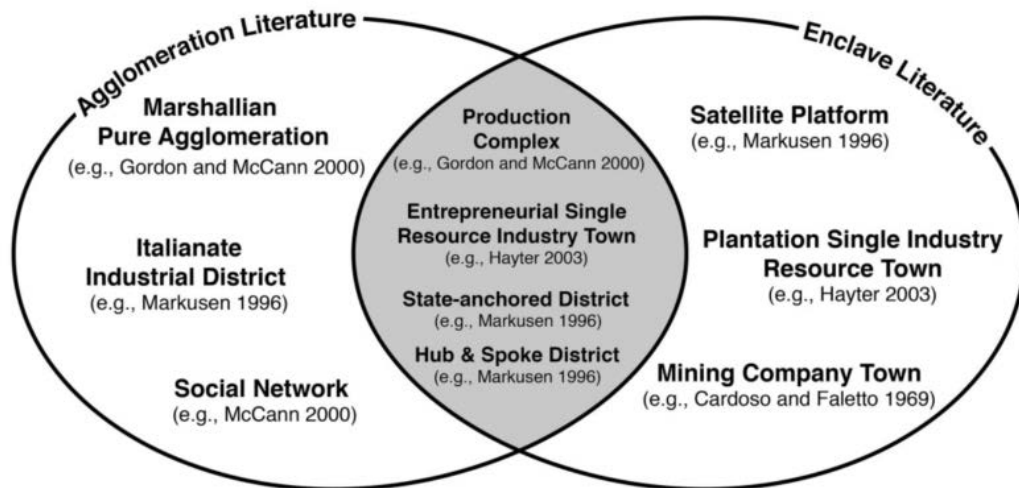 Agglomeration Literature
Marshallian
Pure Agglomeration
(e.g., Gordon and McCann 2000)
Italianate
Industrial District
(e.g., Markusen 1996)
Social Network
(e.g., McCann 2000)
Production
Complex
(e.g., Gordon and McCann 2000)
Entrepreneurial Single
Resource Industry Town
(e.g., Hayter 2003)
State-anchored District
(e.g., Markusen 1996)
Hub & Spoke District
(e.g., Markusen 1996)
Enclave Literature
Satellite Platform
(e.g., Markusen 1996)
Plantation Single Industry
Resource Town
(e.g., Hayter 2003)
Mining Company Town
(e.g., Cardoso and Faletto 1969)